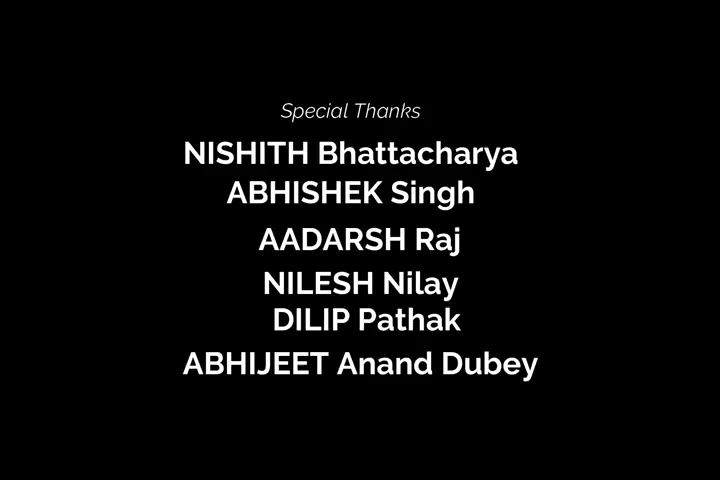 Special Thanks
NISHITH Bhattacharya
ABHISHEK Singh
AADARSH Raj
NILESH Nilay
DILIP Pathak
ABHIJEET Anand Dubey